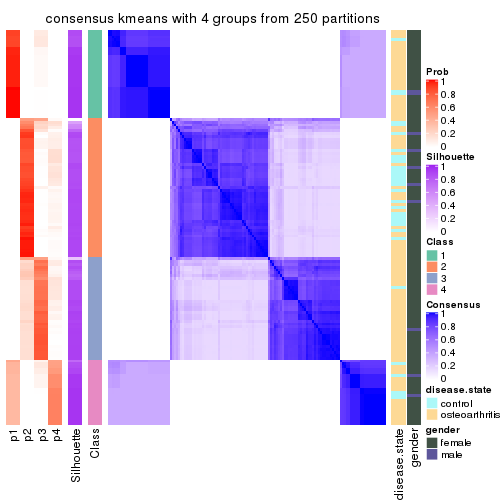 consensus kmeans with 4 groups from 250 partitions
p1
p2
p3
p4
Silhouette
Class
disease.state
gender
Prob
1
0.8
0.6
0.4
0.2
0
Silhouette
1
0.8
0.6
0.4
0.2
0
Class
1
2
3
4
Consensus
1
0.8
0.6
0.4
0.2
0
disease.state
control
osteoarthritis
gender
female
male